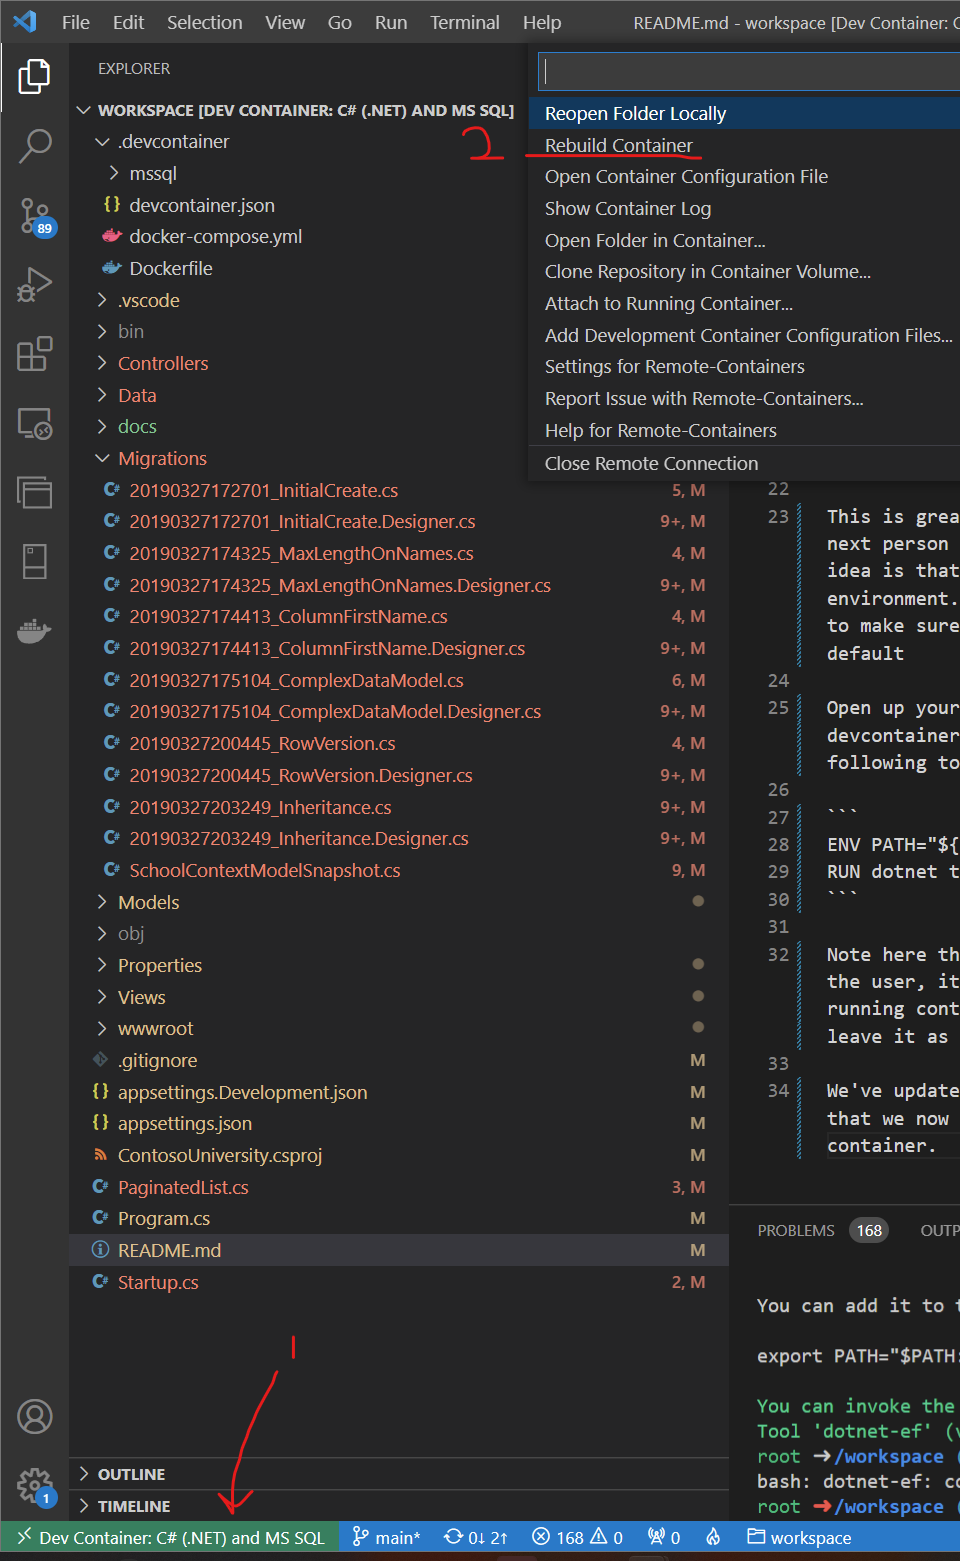 File Edit Selection View Go Run Terminal Help README.md - workspace [Dev Container:
EXPLORER
WORKSPACE [DEV CONTAINER: C# (.NET) AND MS SQL]
.devcontainer
mssql
{} devcontainer.json
docker-compose.yml
Dockerfile
.vscode
bin
Controllers
Data
docs
Migrations
C# 20190327172701_InitialCreate.cs 5, M
C# 20190327172701_InitialCreate.Designer.cs 9+, M
C# 20190327174325_MaxLengthOnNames.cs 4, M
C# 20190327174325_MaxLengthOnNames.Designer.cs 9+, M
C# 20190327174413_ColumnFirstName.cs 4, M
C# 20190327174413_ColumnFirstName.Designer.cs 9+, M
C# 20190327175104_ComplexDataModel.cs 6, M
C# 20190327175104_ComplexDataModel.Designer.cs 9+, M
C# 20190327200445_RowVersion.cs 4, M
C# 20190327200445_RowVersion.Designer.cs 9+, M
C# 20190327203249_Inheritance.cs 9+, M
C# 20190327203249_Inheritance.Designer.cs 9+, M
C# SchoolContextModelSnapshot.cs 9, M
Models
obj
Properties
Views
wwwroot
.gitignore M
{} appsettings.Development.json M
{} appsettings.json M
ContosoUniversity.csproj M
C# PaginatedList.cs 3, M
C# Program.cs M
README.md M
C# Startup.cs 2, M
OUTLINE
TIMELINE
89
1
2
1
Reopen Folder Locally
Rebuild Container
Open Container Configuration File
Show Container Log
Open Folder in Container...
Clone Repository in Container Volume...
Attach to Running Container...
Add Development Container Configuration Files...
Settings for Remote-Containers
Report Issue with Remote-Containers...
Help for Remote-Containers
Close Remote Connection
22
23 This is grea
next person
idea is that
environment.
to make sure
default
24
25 Open up your
devcontainer
following to
26
27 ```
28 ENV PATH="${
29 RUN dotnet t
30 ```
31
32 Note here th
the user, it
running cont
leave it as
33
34 We've update
that we now
container.
PROBLEMS 168 OUTP
You can add it to t
export PATH="$PATH:
You can invoke the
Tool 'dotnet-ef' (v
root ➜ /workspace (
bash: dotnet-ef: co
root ➜ /workspace (
Dev Container: C# (.NET) and MS SQL main* 0↓ 2↑ 168 0 0 workspace